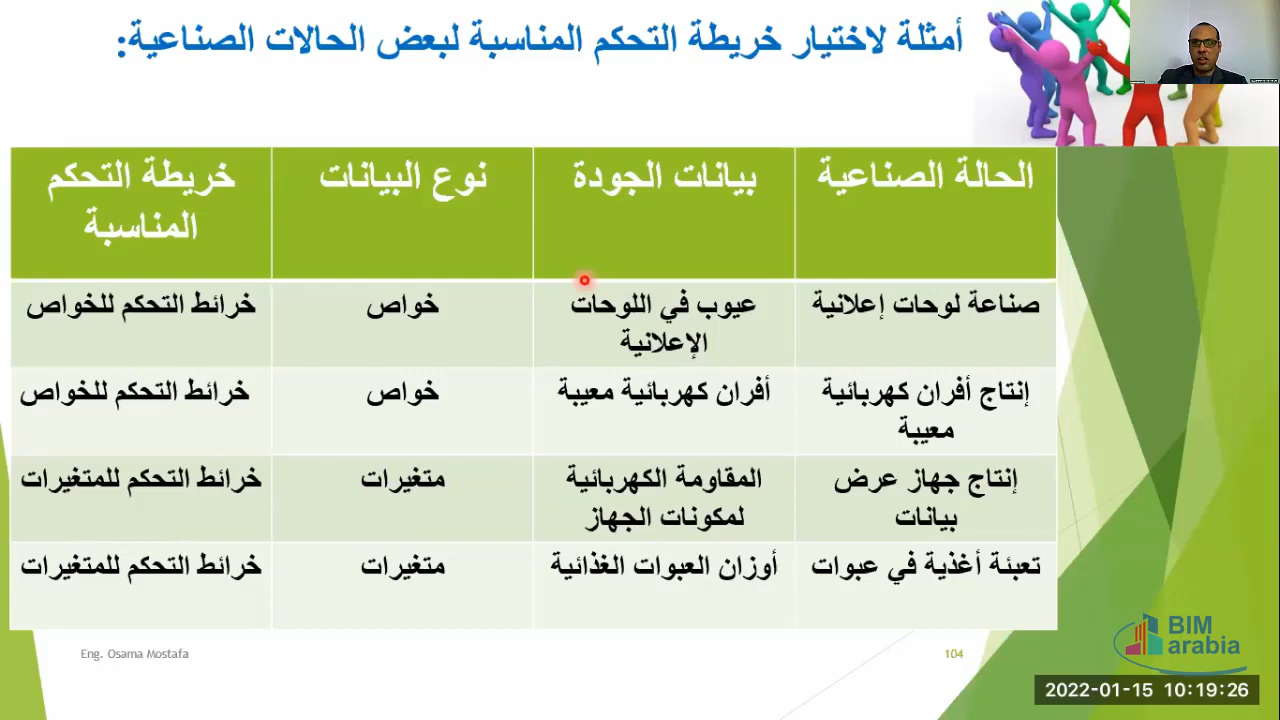 أمثلة لاختيار خريطة التحكم المناسبة لبعض الحالات الصناعية:
الحالة الصناعية
بيانات الجودة
نوع البيانات
خريطة التحكم
المناسبة
صناعة لوحات إعلانية
عيوب في اللوحات
الإعلانية
خواص
خرائط التحكم للخواص
إنتاج أفران كهربائية
معيبة
أفران كهربائية معيبة
خواص
خرائط التحكم للخواص
إنتاج جهاز عرض
بيانات
المقاومة الكهربائية
لمكونات الجهاز
متغيرات
خرائط التحكم للمتغيرات
تعبئة أغذية في عبوات
أوزان العبوات الغذائية
متغيرات
خرائط التحكم للمتغيرات
Eng. Osama Mostafa
104
BIM
arabia
2022-01-15 10:19:26